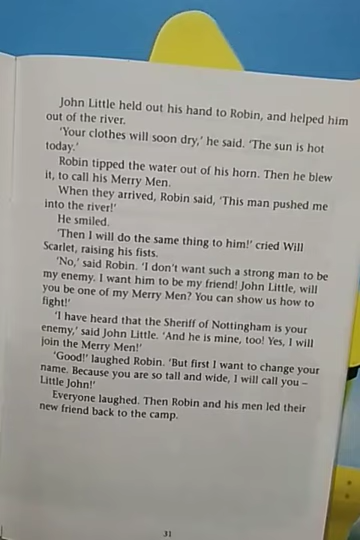 John Little held out his hand to Robin, and helped him
out of the river.
'Your clothes will soon dry,' he said. 'The sun is hot
today.'
Robin tipped the water out of his horn. Then he blew
it, to call his Merry Men.
When they arrived, Robin said, 'This man pushed me
into the river!'
He smiled.
'Then I will do the same thing to him!' cried Will
Scarlet, raising his fists.
'No,' said Robin. 'I don't want such a strong man to be
my enemy. I want him to be my friend! John Little, will
you be one of my Merry Men? You can show us how to
fight!'
'I have heard that the Sheriff of Nottingham is your
enemy,' said John Little. 'And he is mine, too! Yes, I will
join the Merry Men!'
'Good!' laughed Robin. 'But first I want to change your
name. Because you are so tall and wide, I will call you –
Little John!'
Everyone laughed. Then Robin and his men led their
new friend back to the camp.
31